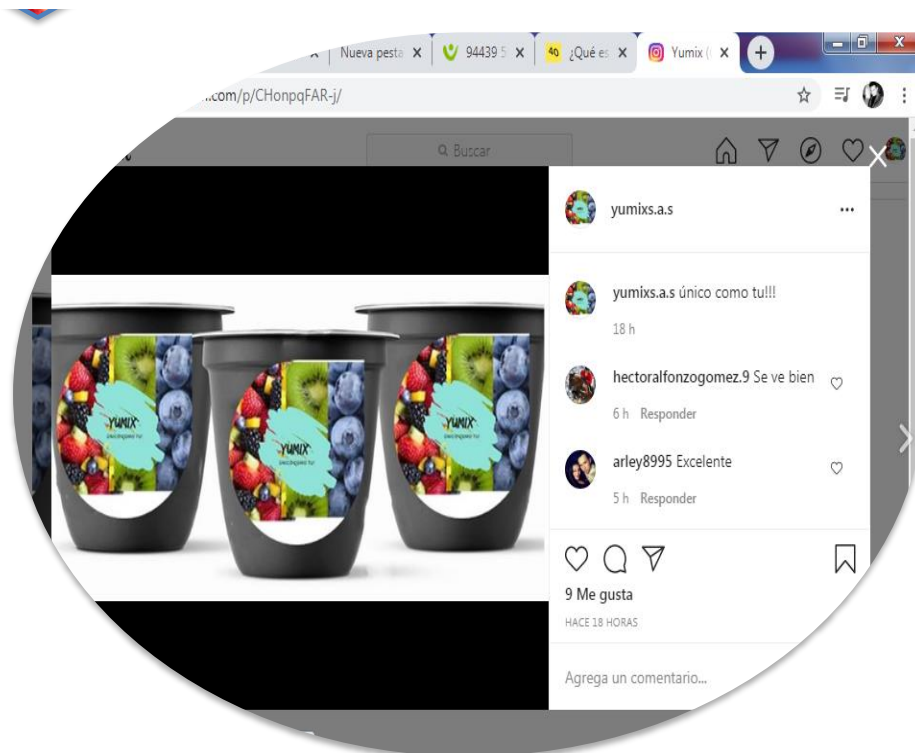 Nueva pesta
94439 5
40 ¿Qué es
Yumix (
.com/p/CHonpqFAR-j/
Buscar
yumixs.a.s
yumixs.a.s único como tu!!!
18 h
hectoralfonzogomez.9 Se ve bien
6 h Responder
arley8995 Excelente
5 h Responder
9 Me gusta
HACE 18 HORAS
Agrega un comentario...
YUMIX
YUMIX
YUMIX